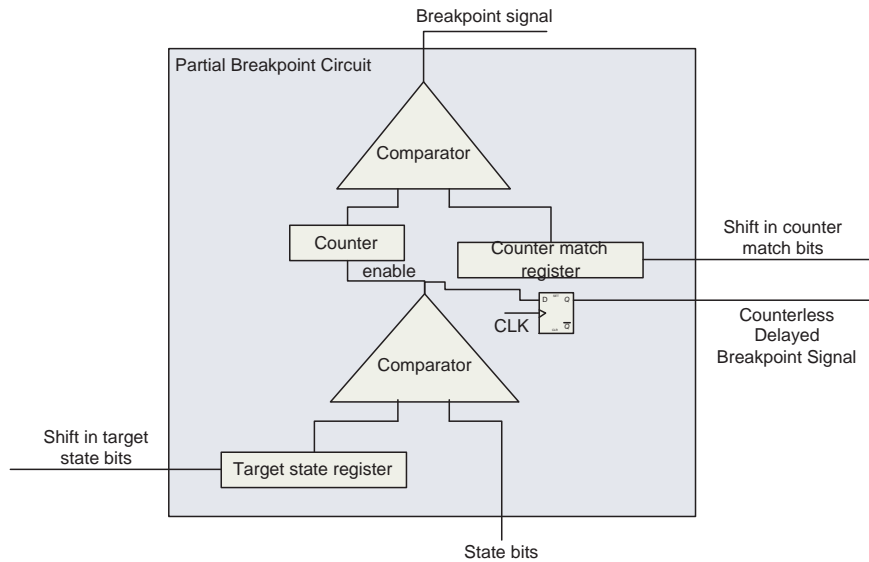 Breakpoint signal
Partial Breakpoint Circuit
Comparator
Counter
Counter match
register
Shift in counter
match bits
enable
D
Q
Q
CLK
Counterless
Delayed
Breakpoint Signal
Comparator
Shift in target
state bits
Target state register
State bits